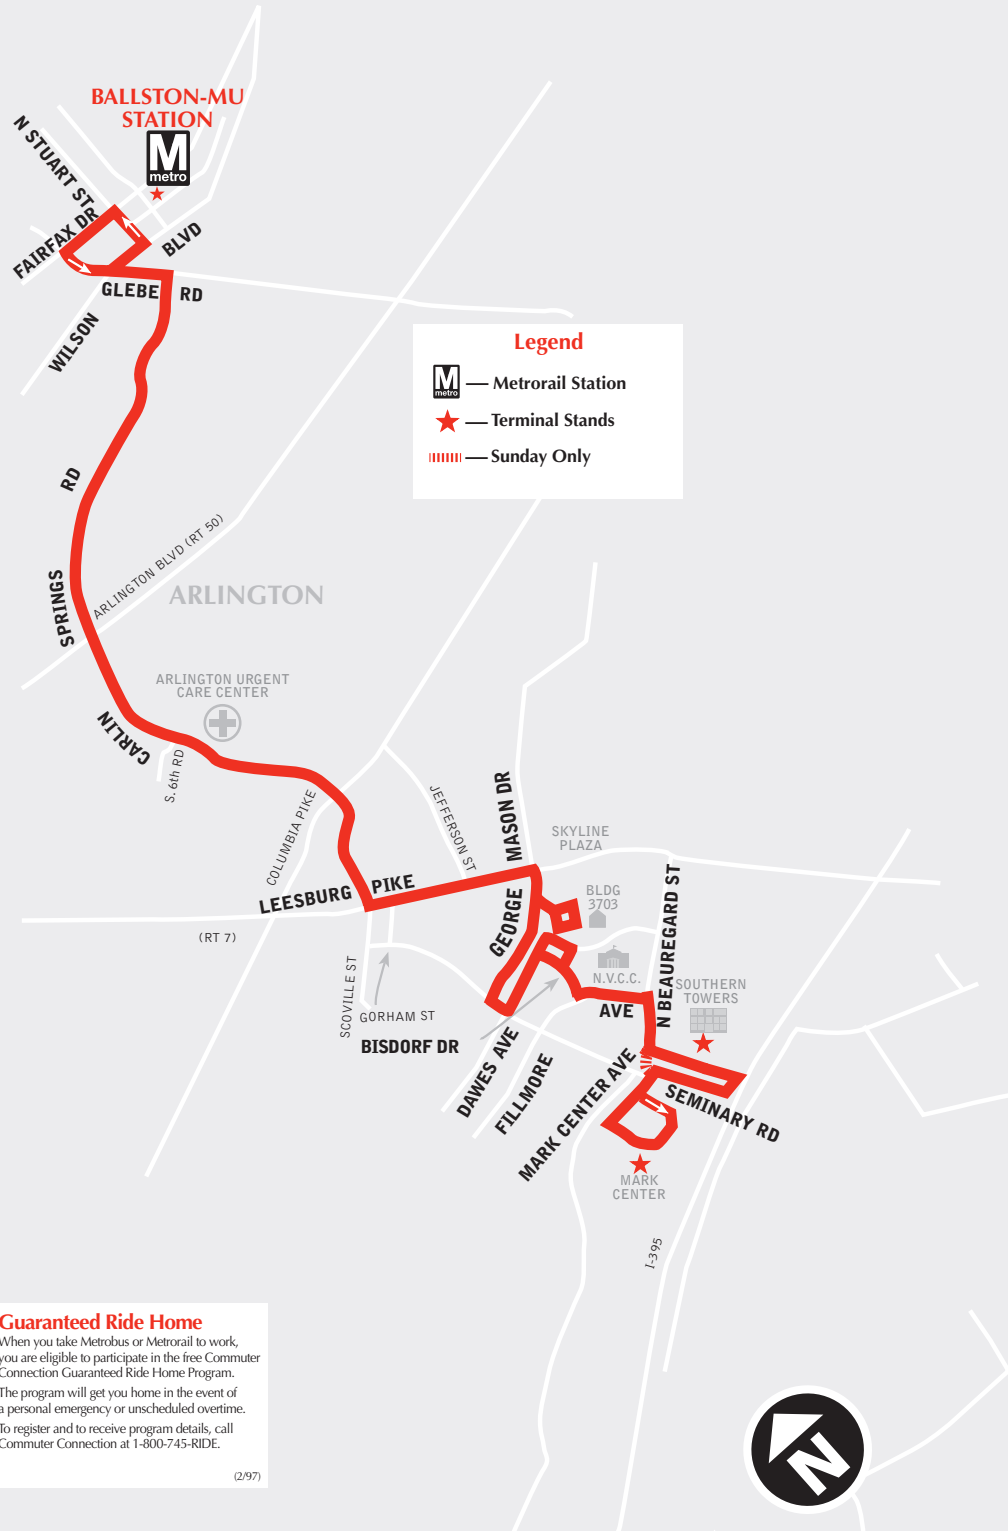 BALLSTON-MU
STATION
M
metro
N STUART ST
FAIRFAX DR
BLVD
GLEBE RD
WILSON
Legend
M
metro
— Metrorail Station
— Terminal Stands
— Sunday Only
RD
ARLINGTON BLVD (RT 50)
SPRINGS
ARLINGTON
ARLINGTON URGENT
CARE CENTER
CARLIN
S. 6th RD
COLUMBIA PIKE
JEFFERSON ST
MASON DR
SKYLINE
PLAZA
LEESBURG PIKE
BLDG
3703
GEORGE
N BEAUREGARD ST
(RT 7)
N.V.C.C.
SOUTHERN
TOWERS
SCOVILLE ST
GORHAM ST
AVE
BISDORF DR
DAWES AVE
FILLMORE
MARK CENTER AVE
SEMINARY RD
MARK
CENTER
I-395
Guaranteed Ride Home
When you take Metrobus or Metrorail to work,
you are eligible to participate in the free Commuter
Connection Guaranteed Ride Home Program.
The program will get you home in the event of
a personal emergency or unscheduled overtime.
To register and to receive program details, call
Commuter Connection at 1-800-745-RIDE.
(2/97)
N